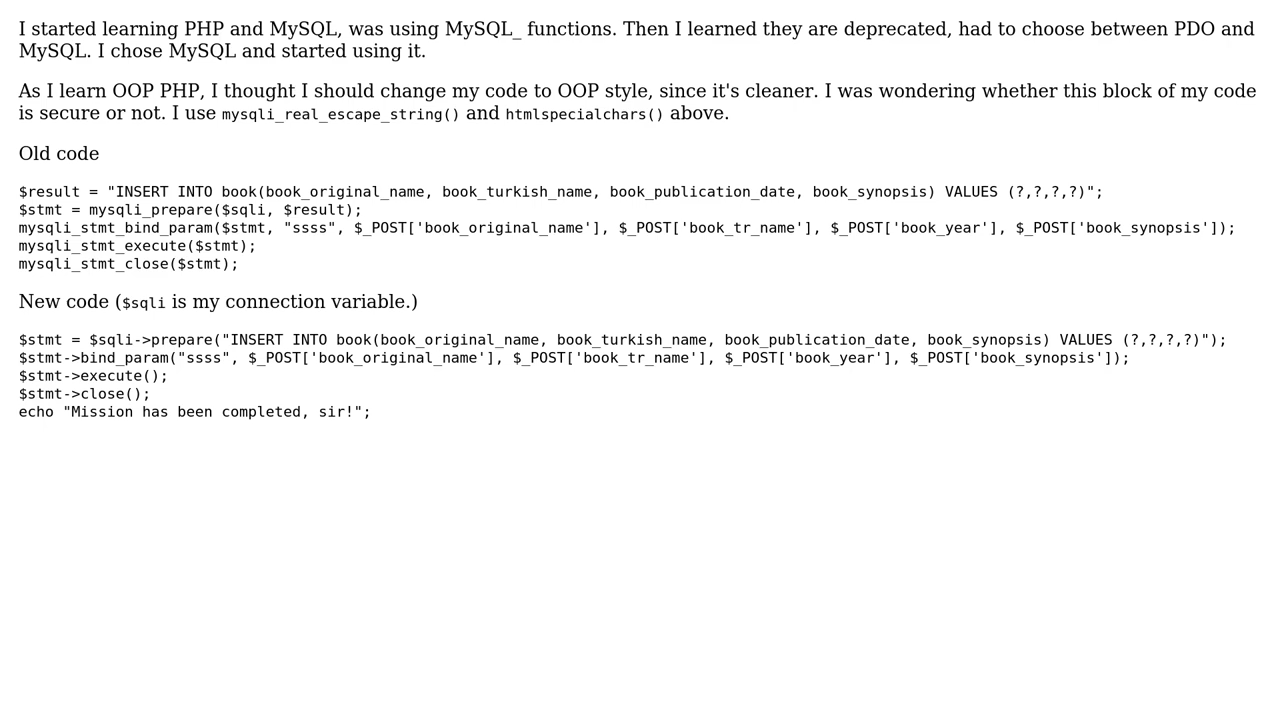 I started learning PHP and MySQL, was using MySQL_ functions. Then I learned they are deprecated, had to choose between PDO and
MySQL. I chose MySQL and started using it.
As I learn OOP PHP, I thought I should change my code to OOP style, since it's cleaner. I was wondering whether this block of my code
is secure or not. I use mysqli_real_escape_string() and htmlspecialchars() above.
Old code
$result = "INSERT INTO book(book_original_name, book_turkish_name, book_publication_date, book_synopsis) VALUES (?,?,?,?)";
$stmt = mysqli_prepare($sqli, $result);
mysqli_stmt_bind_param($stmt, "ssss", $_POST['book_original_name'], $_POST['book_tr_name'], $_POST['book_year'], $_POST['book_synopsis']);
mysqli_stmt_execute($stmt);
mysqli_stmt_close($stmt);
New code ($sqli is my connection variable.)
$stmt = $sqli->prepare("INSERT INTO book(book_original_name, book_turkish_name, book_publication_date, book_synopsis) VALUES (?,?,?,?)");
$stmt->bind_param("ssss", $_POST['book_original_name'], $_POST['book_tr_name'], $_POST['book_year'], $_POST['book_synopsis']);
$stmt->execute();
$stmt->close();
echo "Mission has been completed, sir!";